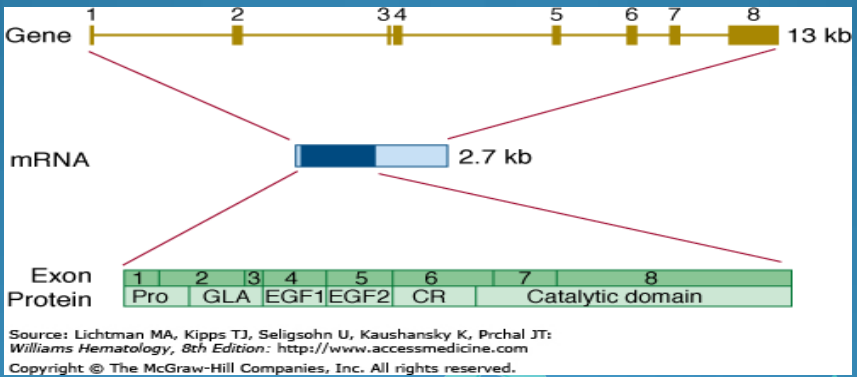 1 2 3 4 5 6 7 8
Gene 13 kb
mRNA 2.7 kb
Exon 1 2 3 4 5 6 7 8
Protein Pro GLA EGF1 EGF2 CR Catalytic domain
Source: Lichtman MA, Kipps TJ, Seligsohn U, Kaushansky K, Prchal JT:
Williams Hematology, 8th Edition: http://www.accessmedicine.com
Copyright © The McGraw-Hill Companies, Inc. All rights reserved.